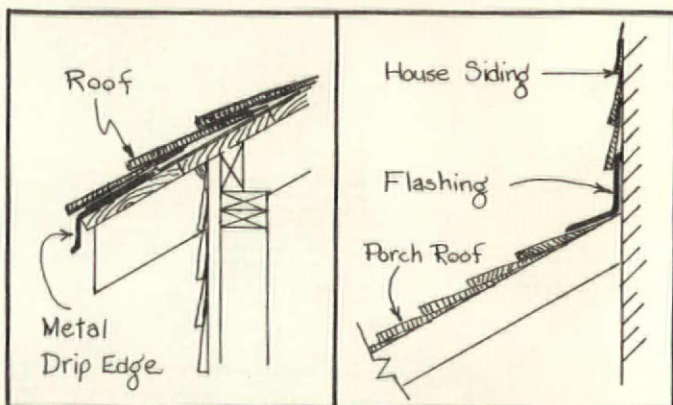 Roof
Metal
Drip Edge
House Siding
Flashing
Porch Roof